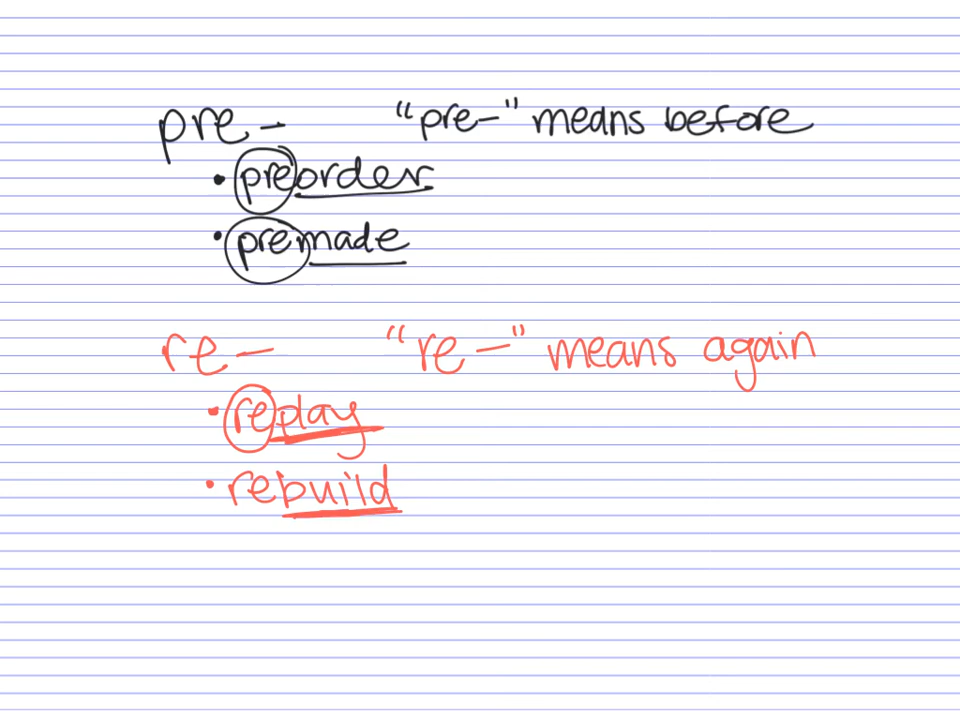 pre- "pre-" means before
• preorder
• premade
re- "re-" means again
• replay
• rebuild